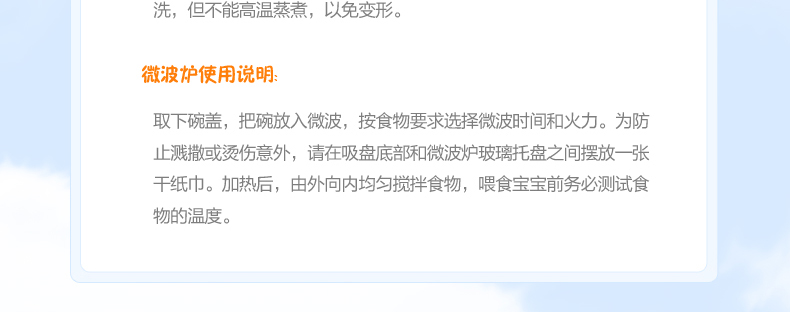 洗，但不能高温蒸煮，以免变形。
微波炉使用说明:
取下碗盖，把碗放入微波，按食物要求选择微波时间和火力。为防
止溅撒或烫伤意外，请在吸盘底部和微波炉玻璃托盘之间摆放一张
干纸巾。加热后，由外向内均匀搅拌食物，喂食宝宝前务必测试食
物的温度。